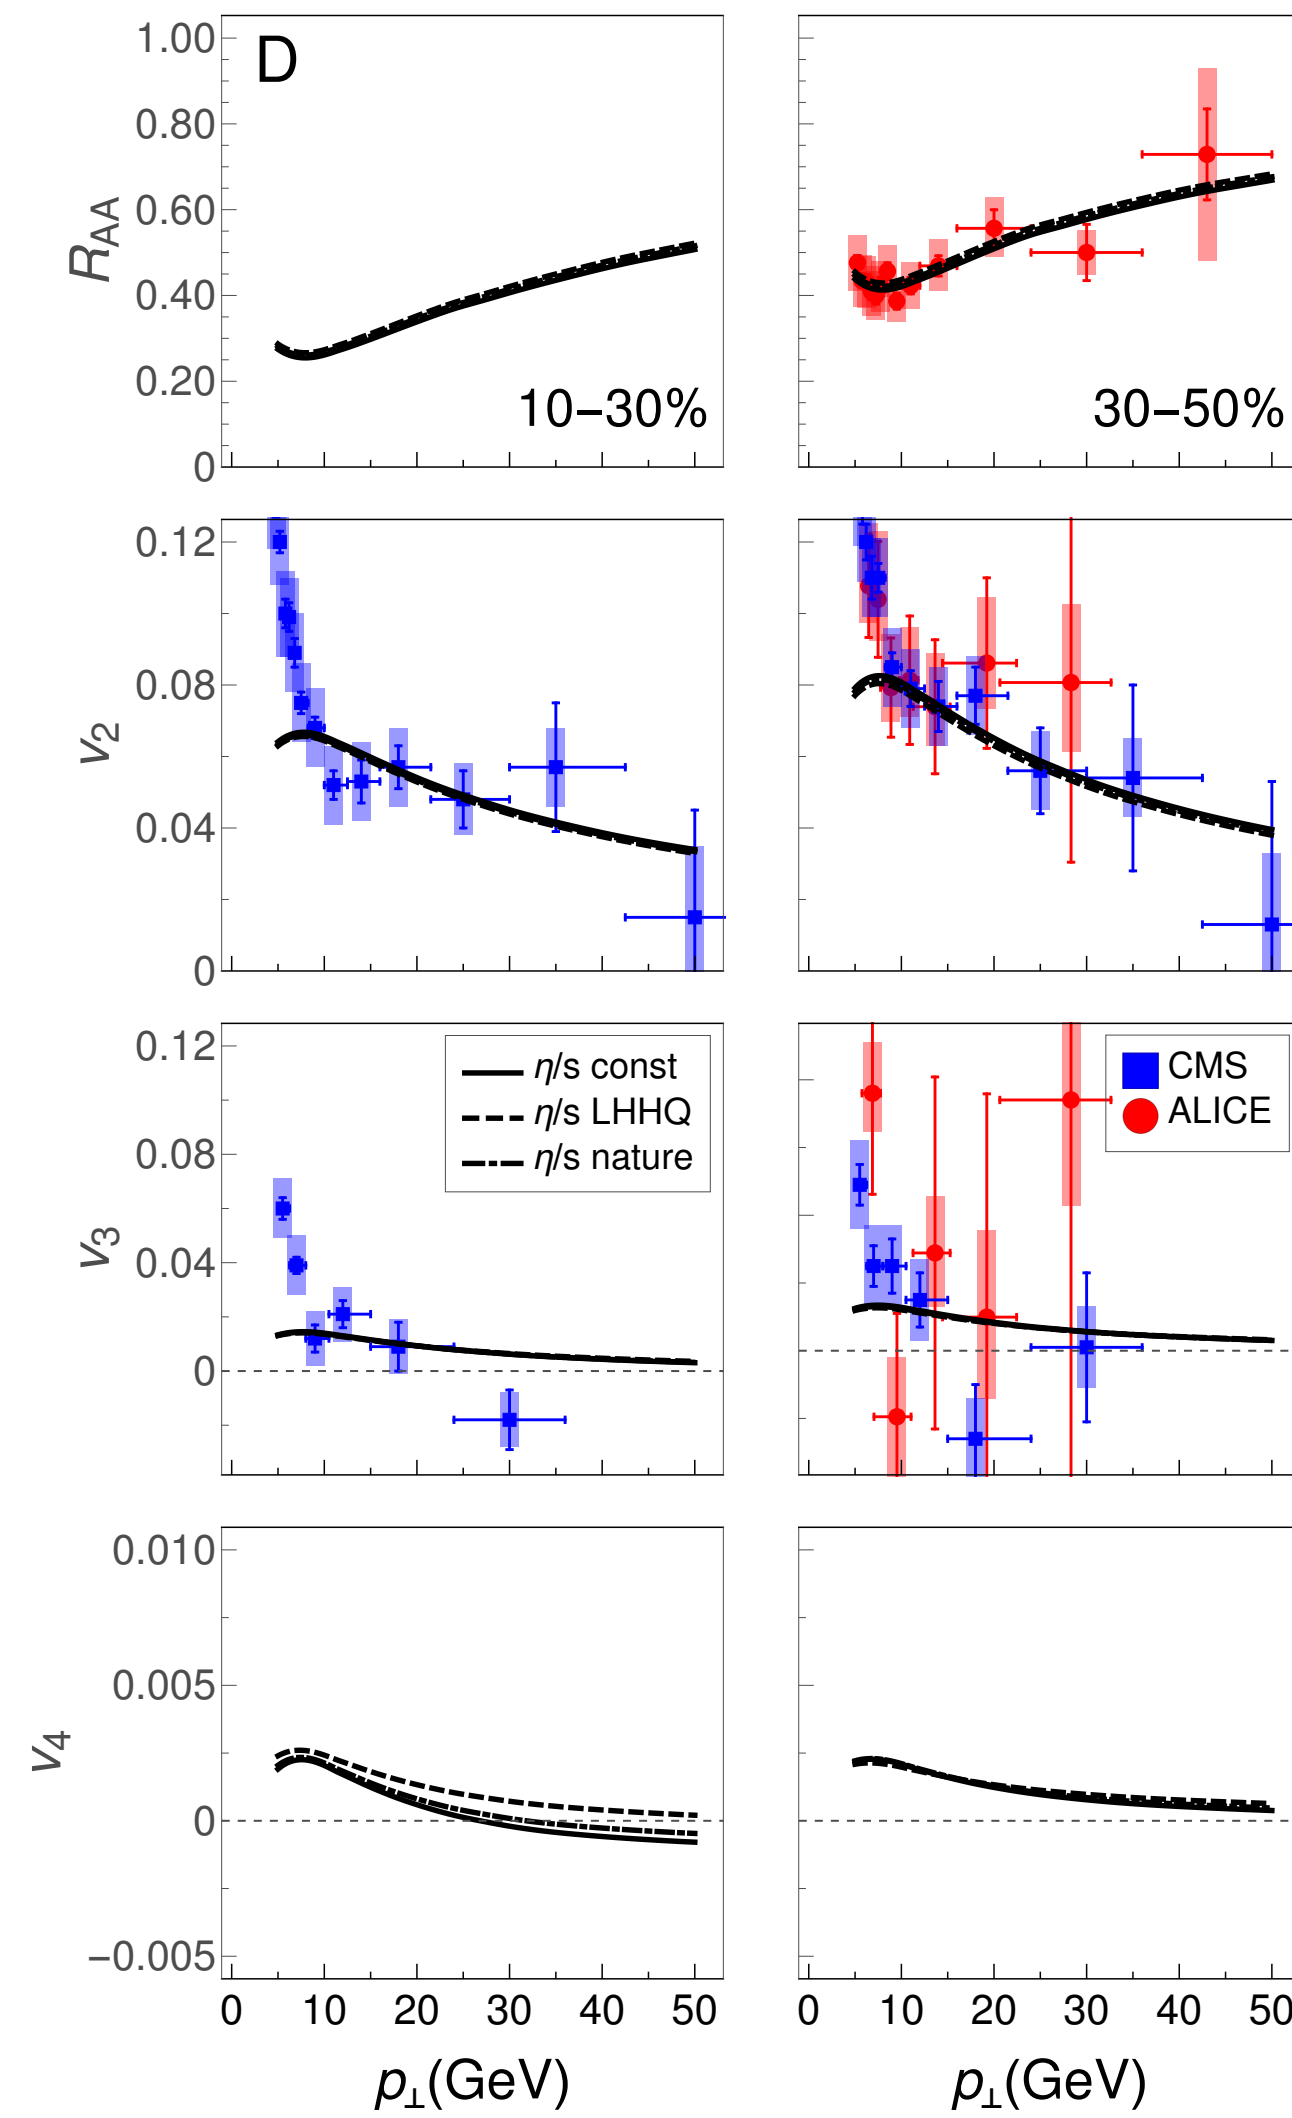 D
1.00
0.80
0.60
0.40
0.20
0
R_AA
10–30%
30–50%
0.12
0.08
0.04
0
v_2
0.12
0.08
0.04
0
v_3
η/s const
η/s LHHQ
η/s nature
CMS
ALICE
0.010
0.005
0
−0.005
v_4
0 10 20 30 40 50
0 10 20 30 40 50
p_⊥(GeV)
p_⊥(GeV)